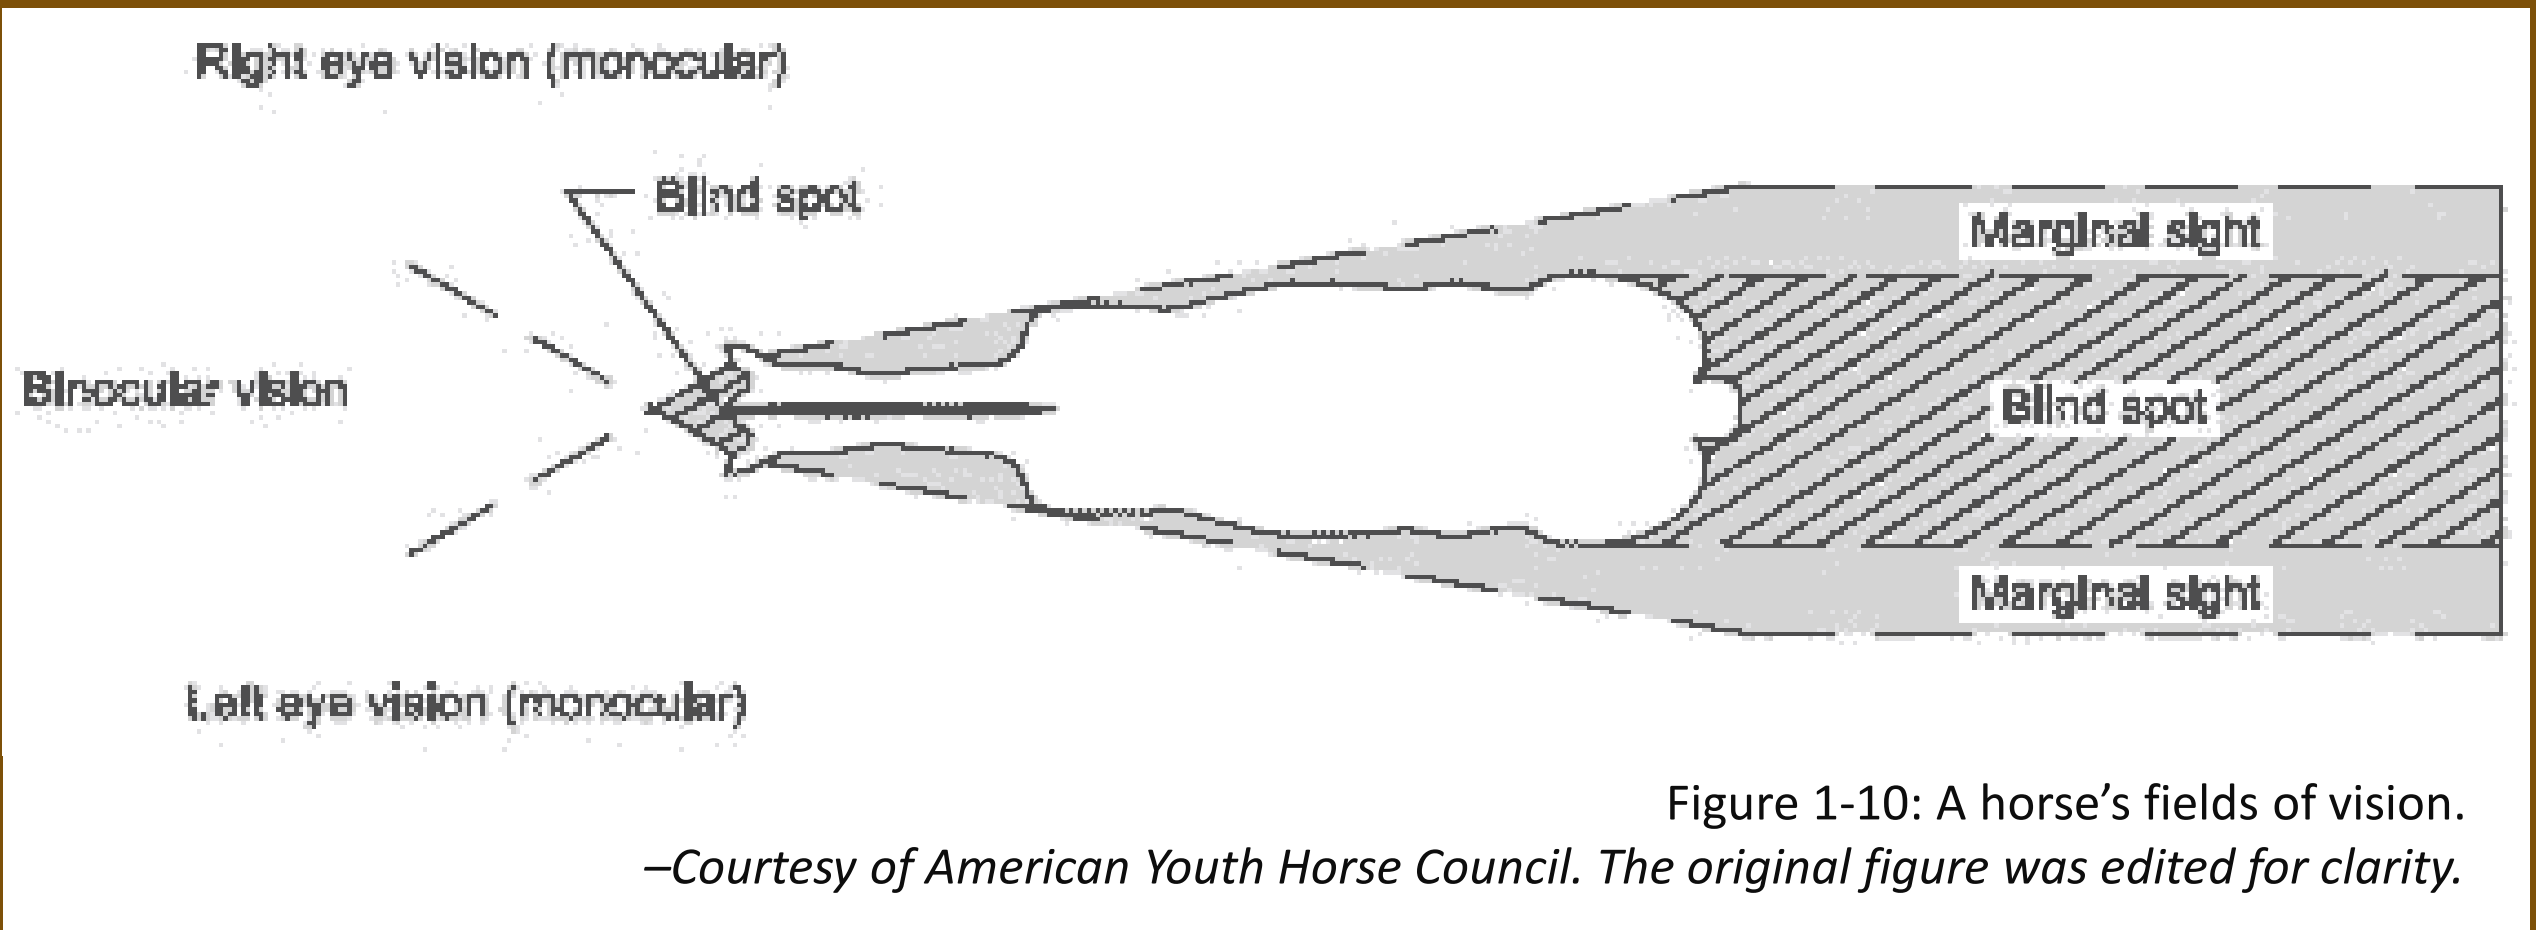 Right eye vision (monocular)
Blind spot
Marginal sight
Binocular vision
Blind spot
Marginal sight
Left eye vision (monocular)
Figure 1-10: A horse’s fields of vision.
–Courtesy of American Youth Horse Council. The original figure was edited for clarity.